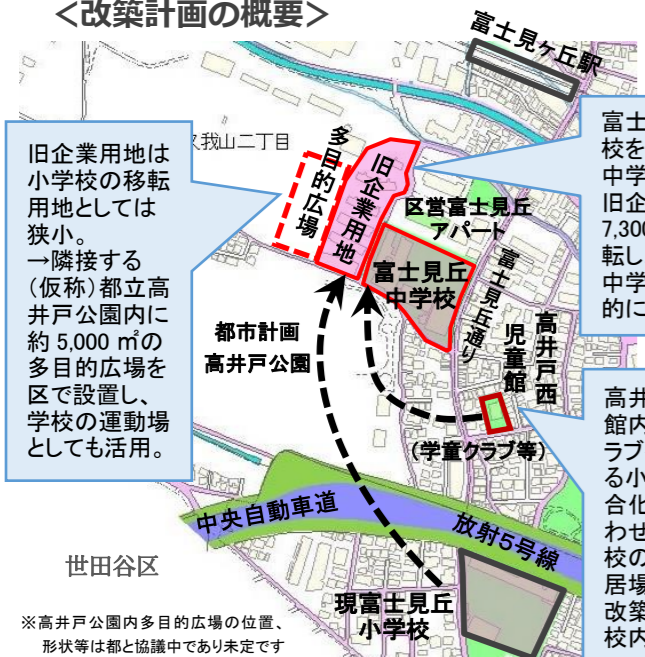 <改築計画の概要>
富士見ヶ丘駅
旧企業用地は
小学校の移転
用地としては
狭小。
→隣接する
(仮称)都立高
井戸公園内に
約 5,000 ㎡の
多目的広場を
区で設置し、
学校の運動場
としても活用。
久我山二丁目
多目的広場
旧企業用地
区営富士見丘
アパート
富士見丘
中学校
富士見丘通り
高井戸西
児童館
(学童クラブ等)
都市計画
高井戸公園
富士
校を
中学
旧企
7,300
転し
中学
的に
高井
館内
ラブ
る小
合化
わせ
校の
居場
改築
校内
中央自動車道
放射5号線
世田谷区
現富士見丘
小学校
※高井戸公園内多目的広場の位置、
形状等は都と協議中であり未定です